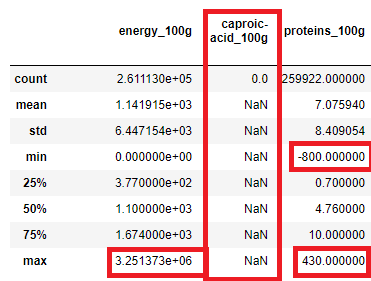 energy_100g caproic-acid_100g proteins_100g
count 2.611130e+05 0.0 259922.000000
mean 1.141915e+03 NaN 7.075940
std 6.447154e+03 NaN 8.409054
min 0.000000e+00 NaN -800.000000
25% 3.770000e+02 NaN 0.700000
50% 1.100000e+03 NaN 4.760000
75% 1.674000e+03 NaN 10.000000
max 3.251373e+06 NaN 430.000000